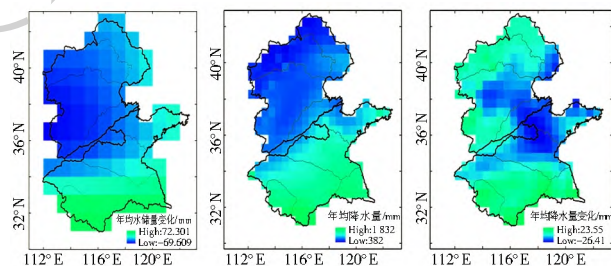 40° N
36° N
32° N
112° E
116° E
120° E
年均水储量变化/mm
High:72.301
Low:-69.609
40° N
36° N
32° N
112° E
116° E
120° E
年均降水量/mm
High:1 832
Low:382
40° N
36° N
32° N
112° E
116° E
120° E
年均降水量变化/mm
High:23.55
Low:-26.41